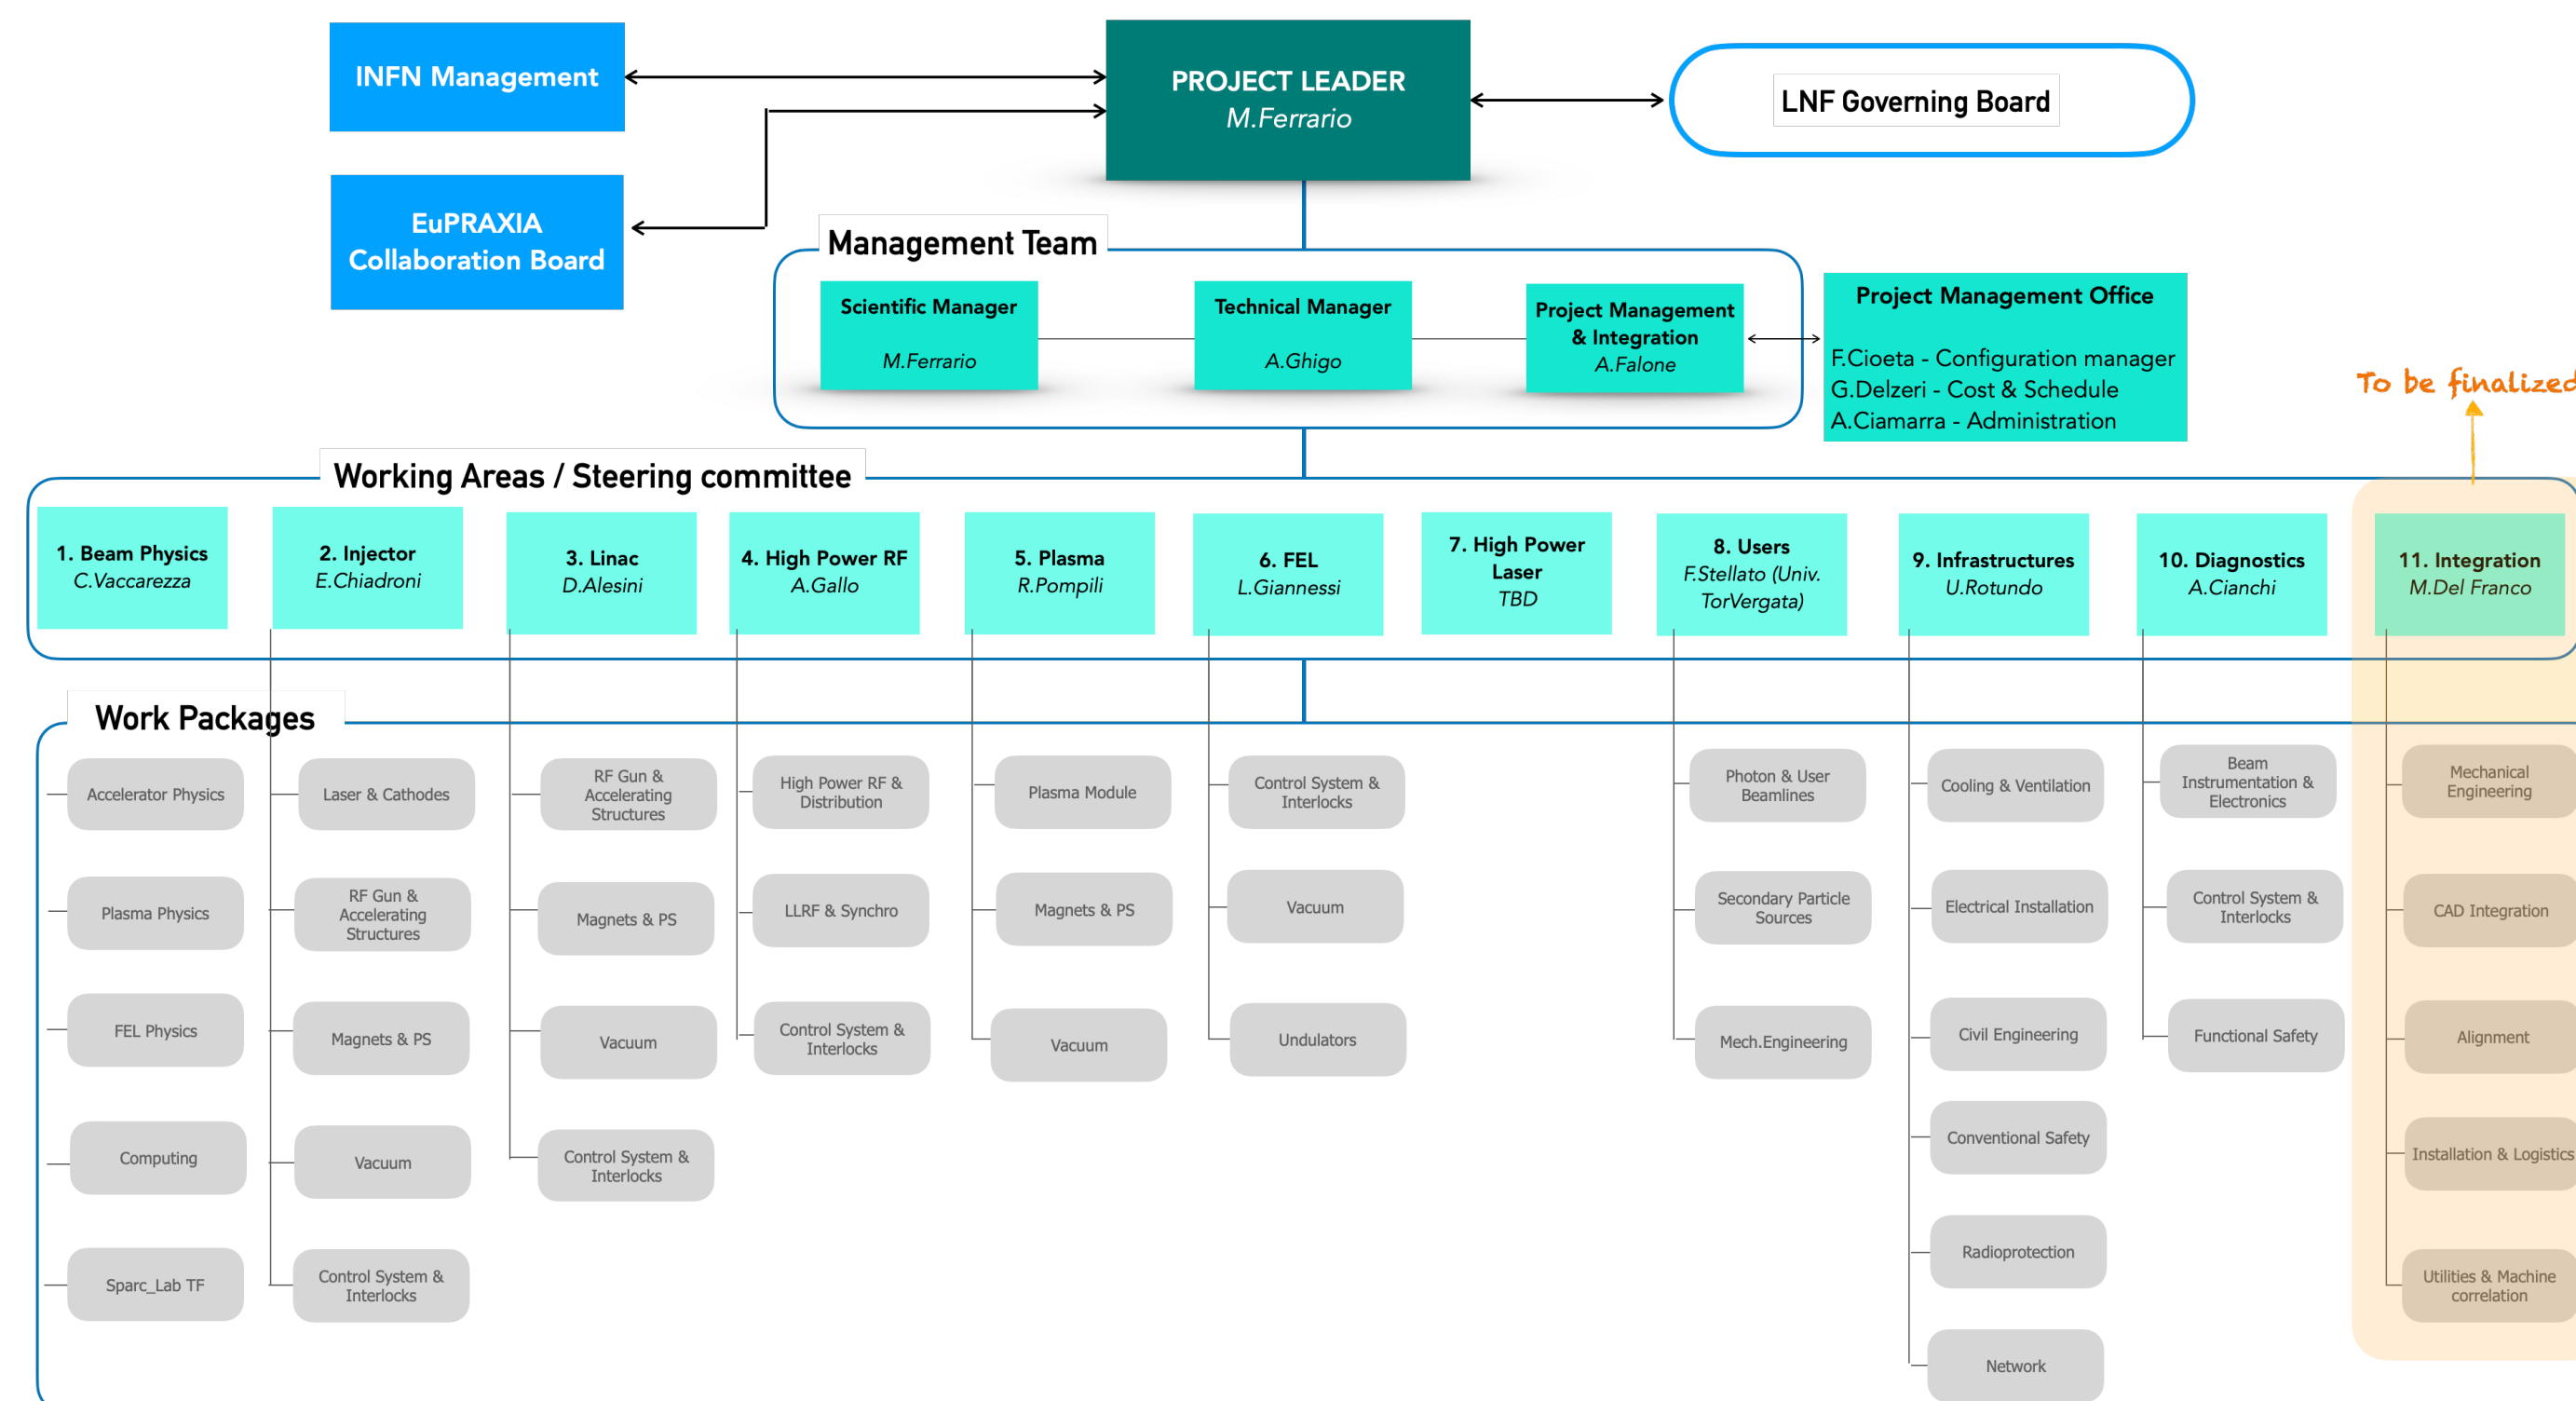 INFN Management
PROJECT LEADER
M.Ferrario
LNF Governing Board
EuPRAXIA
Collaboration Board
Management Team
Scientific Manager
M.Ferrario
Technical Manager
A.Ghigo
Project Management
& Integration
A.Falone
Project Management Office
F.Cioeta - Configuration manager
G.Delzeri - Cost & Schedule
A.Ciamarra - Administration
To be finalized
Working Areas / Steering committee
1. Beam Physics
C.Vaccarezza
2. Injector
E.Chiadroni
3. Linac
D.Alesini
4. High Power RF
A.Gallo
5. Plasma
R.Pompili
6. FEL
L.Giannessi
7. High Power
Laser
TBD
8. Users
F.Stellato (Univ.
TorVergata)
9. Infrastructures
U.Rotundo
10. Diagnostics
A.Cianchi
11. Integration
M.Del Franco
Work Packages
Accelerator Physics
Plasma Physics
FEL Physics
Computing
Sparc_Lab TF
Laser & Cathodes
RF Gun &
Accelerating
Structures
Magnets & PS
Vacuum
Control System &
Interlocks
RF Gun &
Accelerating
Structures
Magnets & PS
Vacuum
Control System &
Interlocks
High Power RF &
Distribution
LLRF & Synchro
Control System &
Interlocks
Plasma Module
Magnets & PS
Vacuum
Control System &
Interlocks
Vacuum
Undulators
Photon & User
Beamlines
Secondary Particle
Sources
Mech.Engineering
Cooling & Ventilation
Electrical Installation
Civil Engineering
Conventional Safety
Radioprotection
Network
Beam
Instrumentation &
Electronics
Control System &
Interlocks
Functional Safety
Mechanical
Engineering
CAD Integration
Alignment
Installation & Logistics
Utilities & Machine
correlation